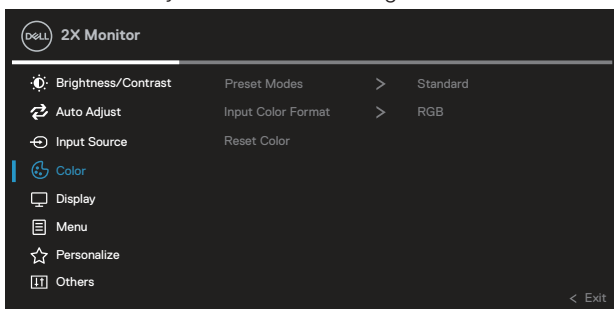 DELL 2X Monitor
Brightness/Contrast Preset Modes > Standard
Auto Adjust Input Color Format > RGB
Input Source Reset Color
Color
Display
Menu
Personalize
Others
< Exit